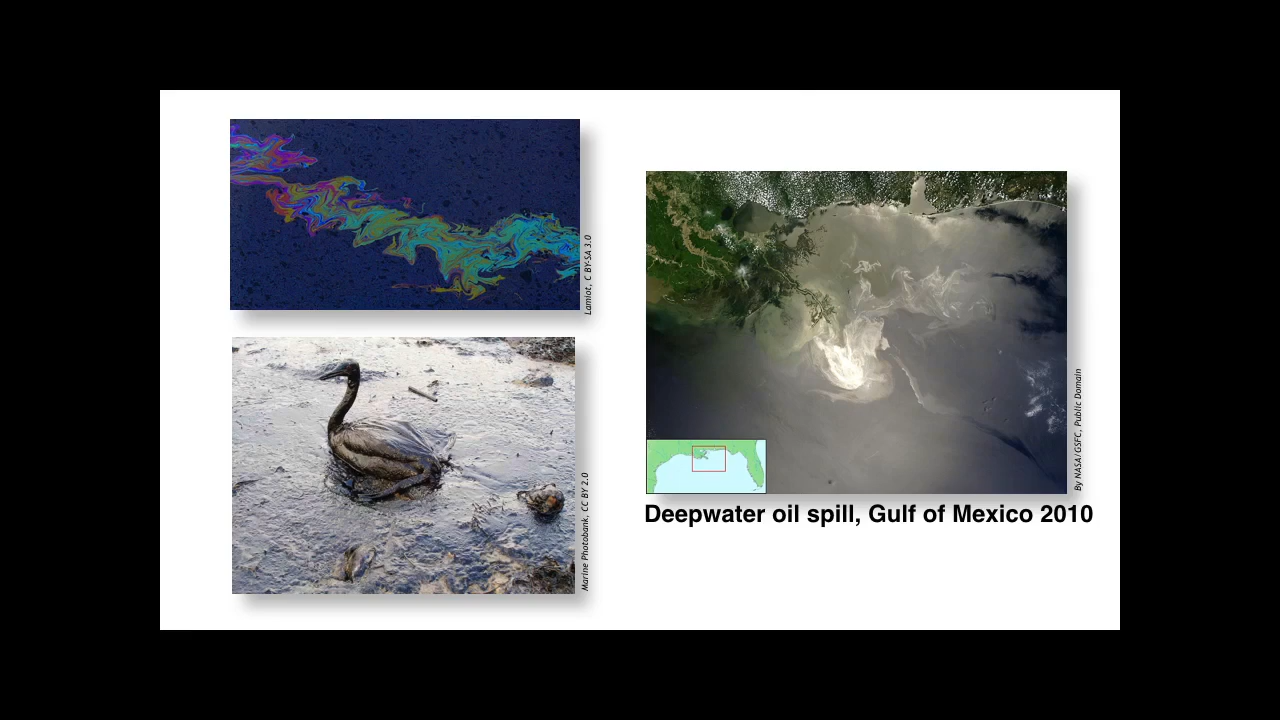 Lamiot, C BY-SA 3.0
Marine Photobank, CC BY 2.0
By NASA/GSFC, Public Domain
Deepwater oil spill, Gulf of Mexico 2010